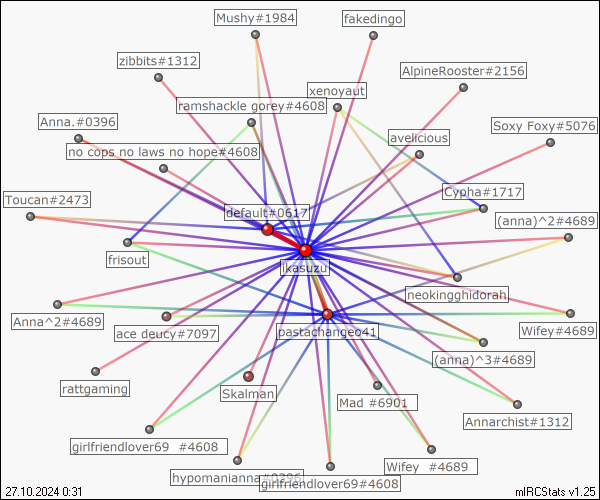 Mushy#1984
fakedingo
zibbits#1312
AlpineRooster#2156
xenoyaut
ramshackle gorey#4608
Anna.#0396
Soxy Foxy#5076
avelicious
no cops no laws no hope#4608
Cypha#1717
Toucan#2473
default#0617
(anna)^2#4689
frisout
jkasuzu
neokingghidorah
Anna^2#4689
ace deucy#7097
pastachangeo41
Wifey#4689
(anna)^3#4689
rattgaming
Skalman
Mad #6901
Annarchist#1312
girlfriendlover69 #4608
Wifey #4689
hypomanianna#0396
girlfriendlover69#4608
27.10.2024 0:31
mIRCStats v1.25